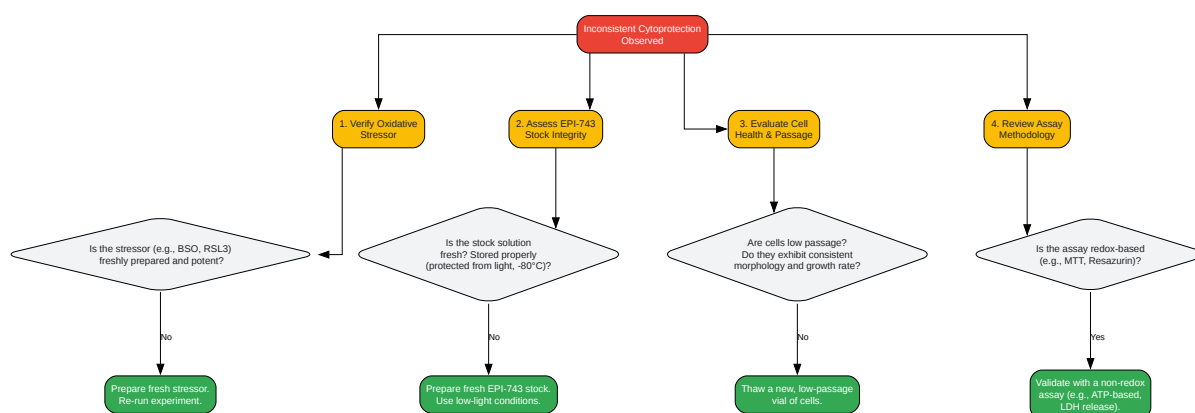 Inconsistent Cytoprotection
Observed
1. Verify Oxidative
Stressor
2. Assess EPI-743
Stock Integrity
3. Evaluate Cell
Health & Passage
4. Review Assay
Methodology
Is the stressor (e.g., BSO, RSL3)
freshly prepared and potent?
Is the stock solution
fresh? Stored properly
(protected from light, -80°C)?
Are cells low passage?
Do they exhibit consistent
morphology and growth rate?
Is the assay redox-based
(e.g., MTT, Resazurin)?
No
No
No
Yes
Prepare fresh stressor.
Re-run experiment.
Prepare fresh EPI-743 stock.
Use low-light conditions.
Thaw a new, low-passage
vial of cells.
Validate with a non-redox
assay (e.g., ATP-based,
LDH release).